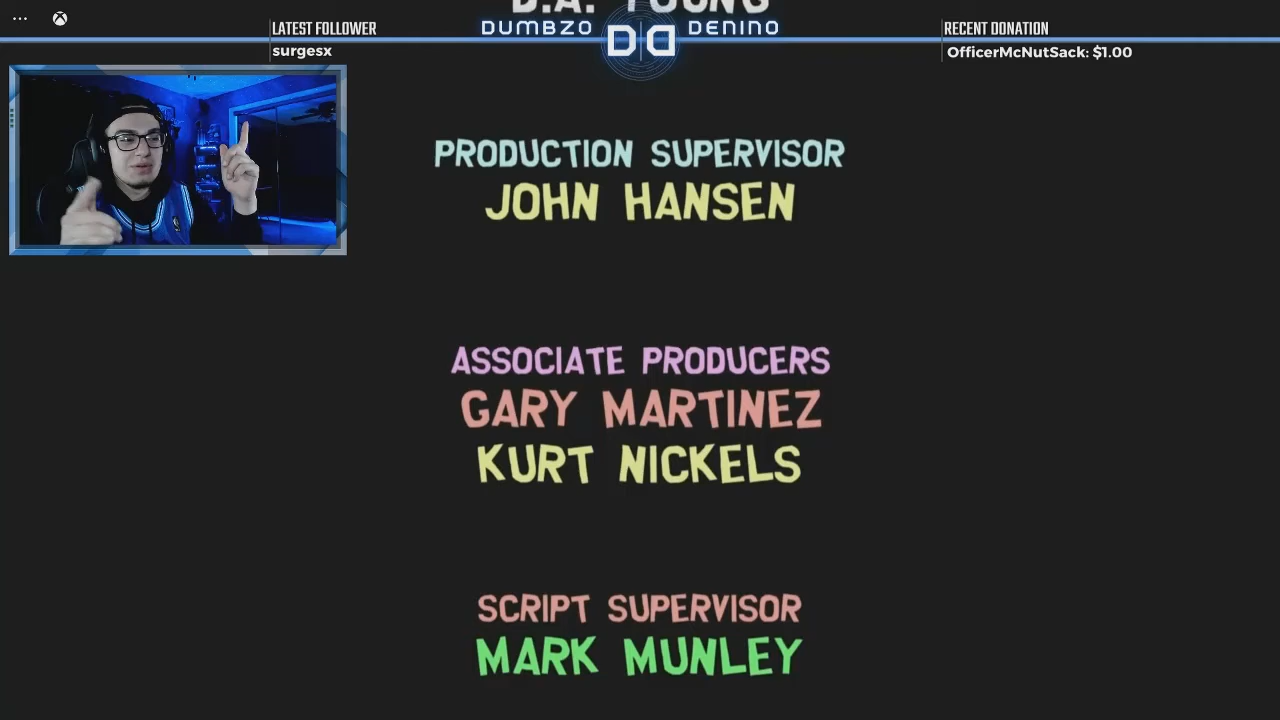 D.A. YOUNG
LATEST FOLLOWER
DUMBZO
DENINO
RECENT DONATION
surgesx
DD
OfficerMcNutSack: $1.00
PRODUCTION SUPERVISOR
JOHN HANSEN
ASSOCIATE PRODUCERS
GARY MARTINEZ
KURT NICKELS
SCRIPT SUPERVISOR
MARK MUNLEY